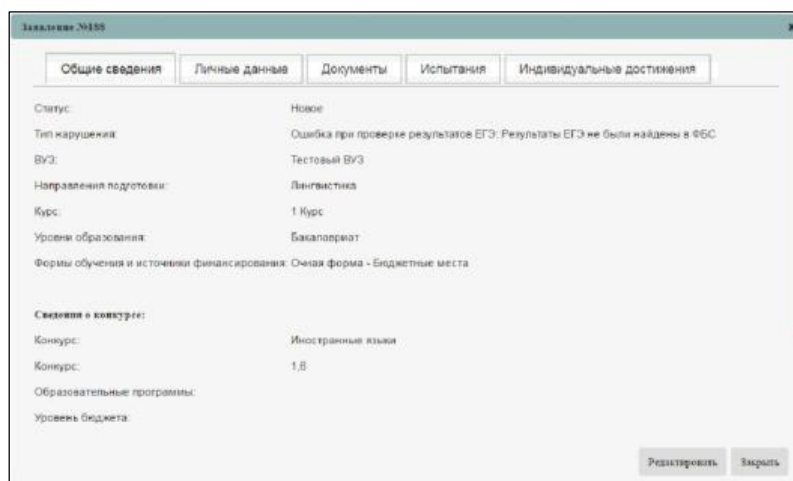 Заявление №188
Общие сведения Личные данные Документы Испытания Индивидуальные достижения
Статус: Новое
Тип нарушения: Ошибка при проверке результатов ЕГЭ: Результаты ЕГЭ не были найдены в ФБС
ВУЗ: Тестовый ВУЗ
Направления подготовки: Лингвистика
Курс: 1 Курс
Уровни образования: Бакалавриат
Формы обучения и источники финансирования: Очная форма - Бюджетные места
Сведения о конкурсе:
Конкурс: Иностранные языки
Конкурс: 1,6
Образовательные программы:
Уровень бюджета:
Редактировать Закрыть